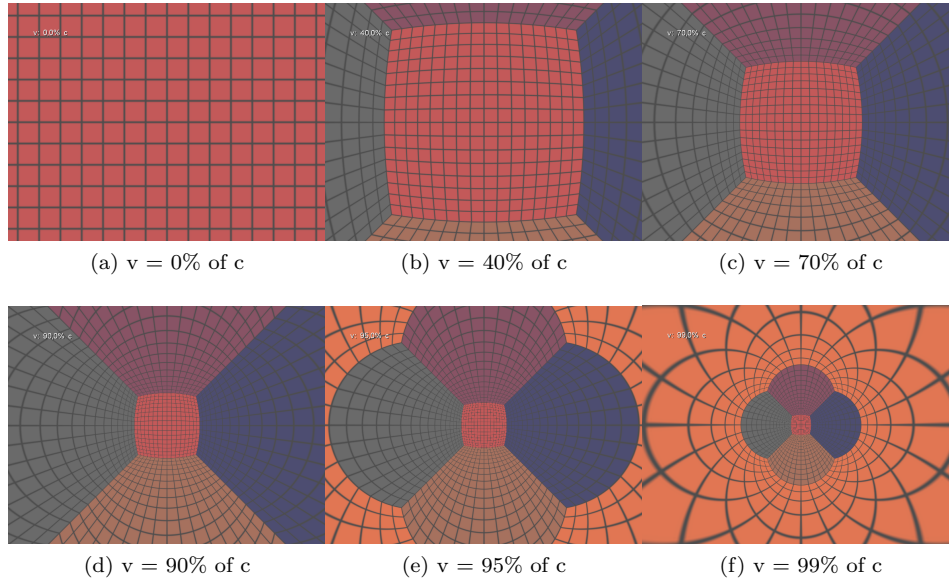 v: 0.0% c
v: 40.0% c
v: 70.0% c
(a) v = 0% of c
(b) v = 40% of c
(c) v = 70% of c
v: 90.0% c
v: 95.0% c
v: 99.0% c
(d) v = 90% of c
(e) v = 95% of c
(f) v = 99% of c